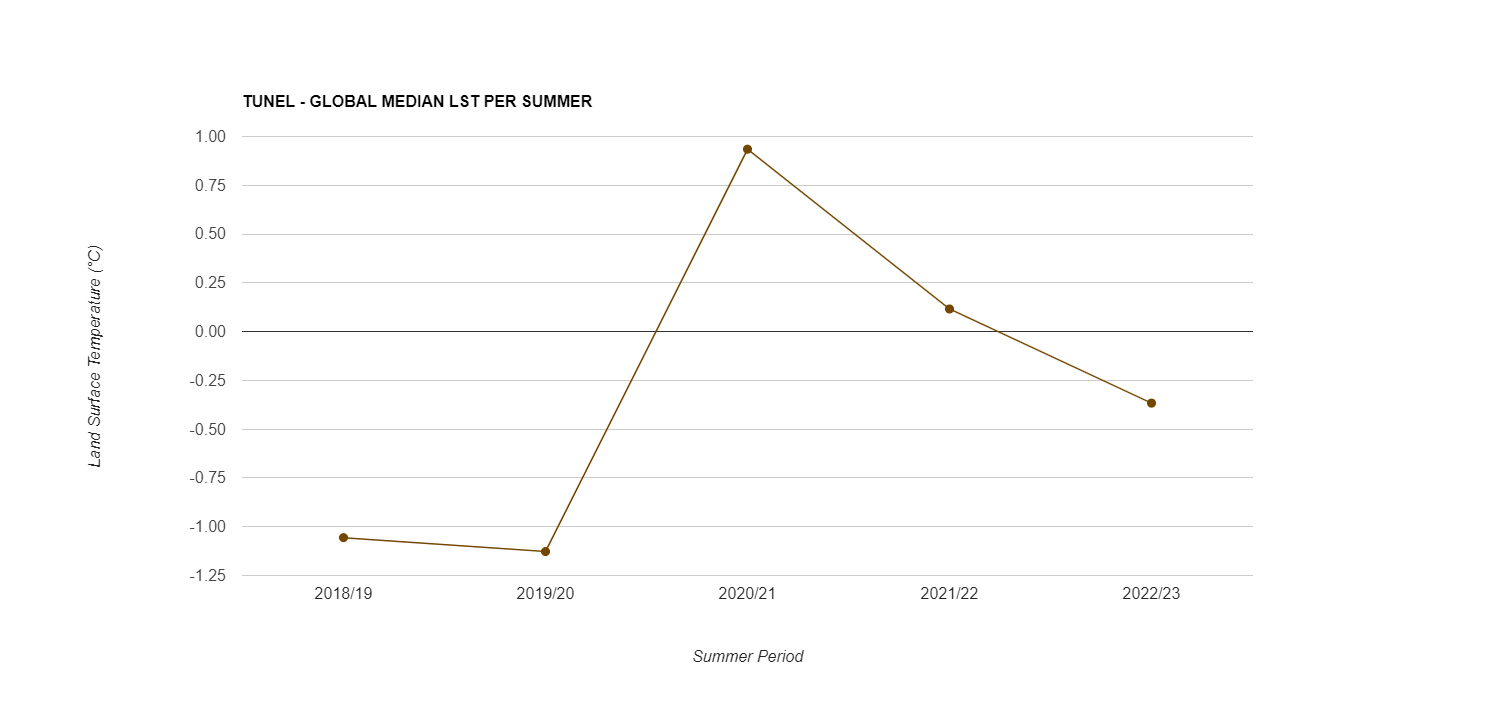 TUNEL - GLOBAL MEDIAN LST PER SUMMER
1.00
0.75
0.50
0.25
0.00
-0.25
-0.50
-0.75
-1.00
-1.25
Land Surface Temperature (°C)
2018/19 2019/20 2020/21 2021/22 2022/23
Summer Period